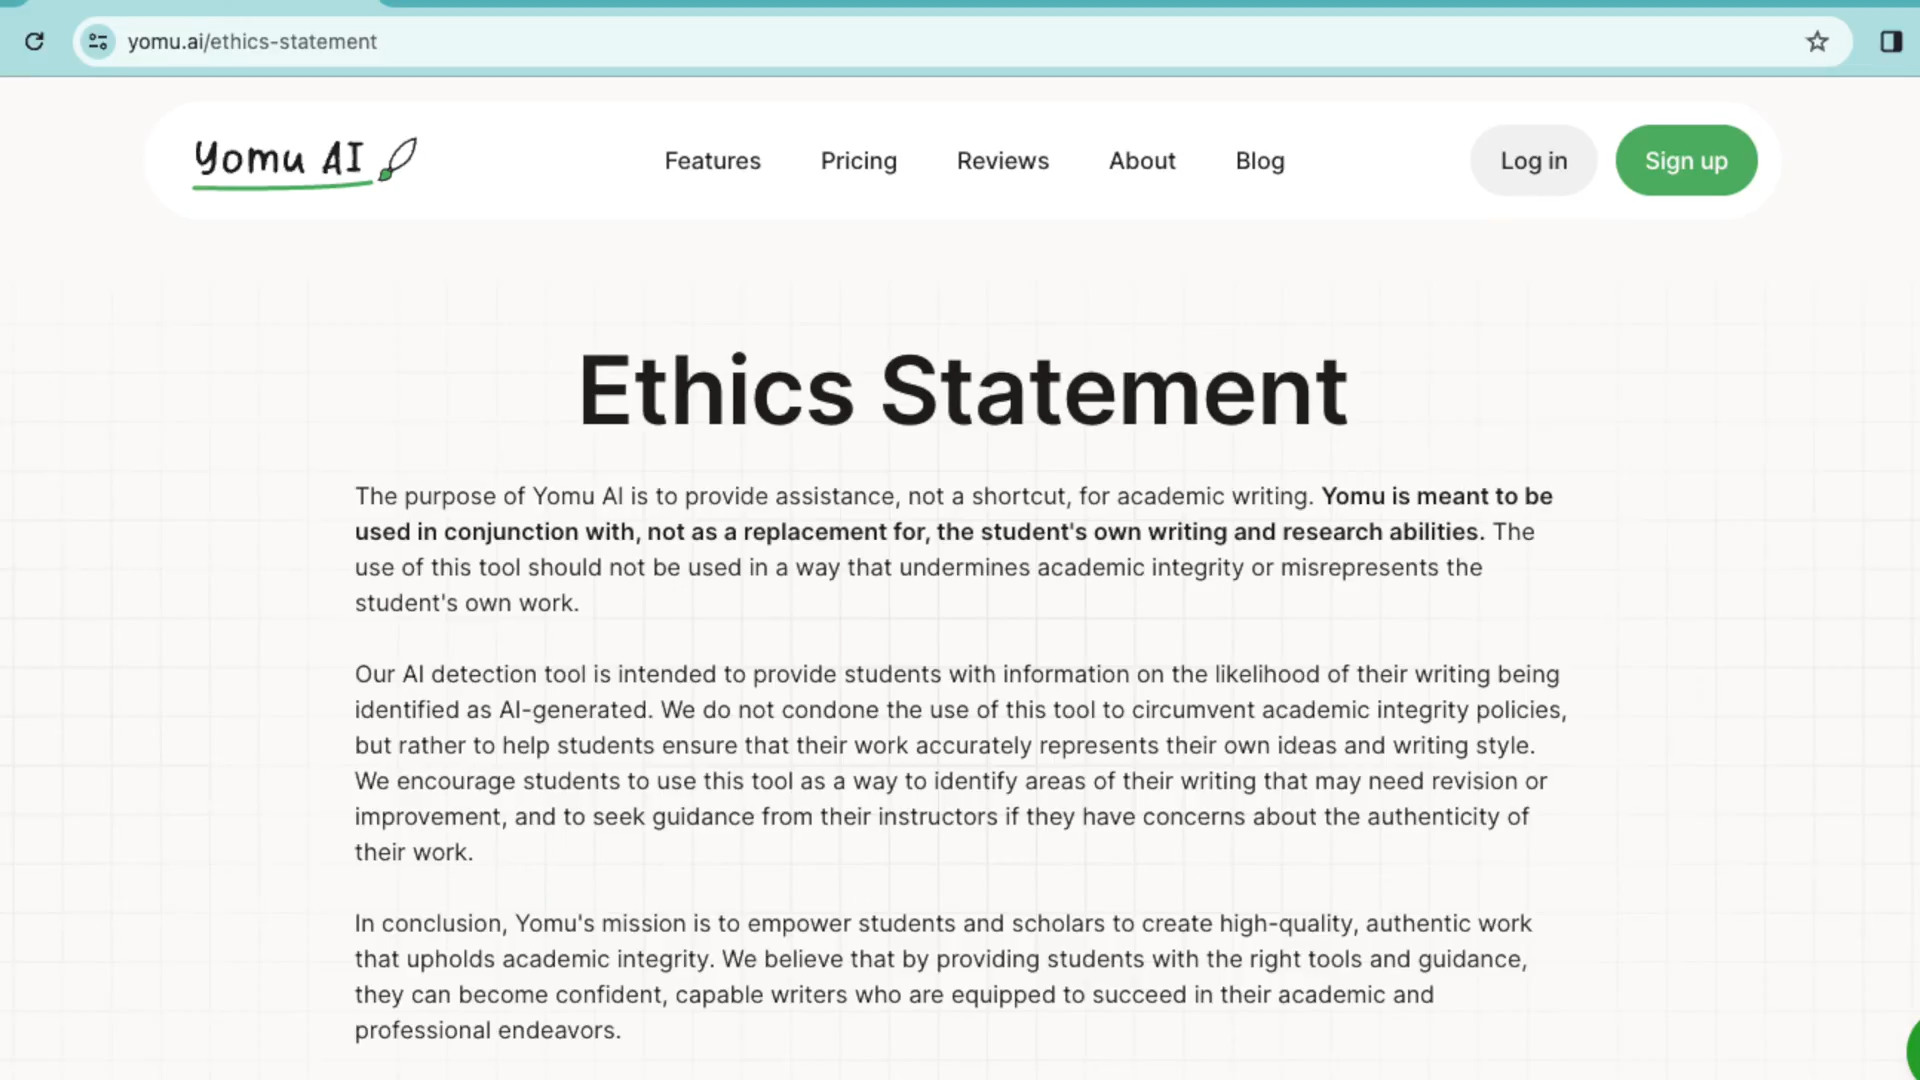 yomu.ai/ethics-statement
Yomu AI
Features
Pricing
Reviews
About
Blog
Log in
Sign up
Ethics Statement
The purpose of Yomu AI is to provide assistance, not a shortcut, for academic writing. Yomu is meant to be
used in conjunction with, not as a replacement for, the student's own writing and research abilities. The
use of this tool should not be used in a way that undermines academic integrity or misrepresents the
student's own work.
Our AI detection tool is intended to provide students with information on the likelihood of their writing being
identified as AI-generated. We do not condone the use of this tool to circumvent academic integrity policies,
but rather to help students ensure that their work accurately represents their own ideas and writing style.
We encourage students to use this tool as a way to identify areas of their writing that may need revision or
improvement, and to seek guidance from their instructors if they have concerns about the authenticity of
their work.
In conclusion, Yomu's mission is to empower students and scholars to create high-quality, authentic work
that upholds academic integrity. We believe that by providing students with the right tools and guidance,
they can become confident, capable writers who are equipped to succeed in their academic and
professional endeavors.